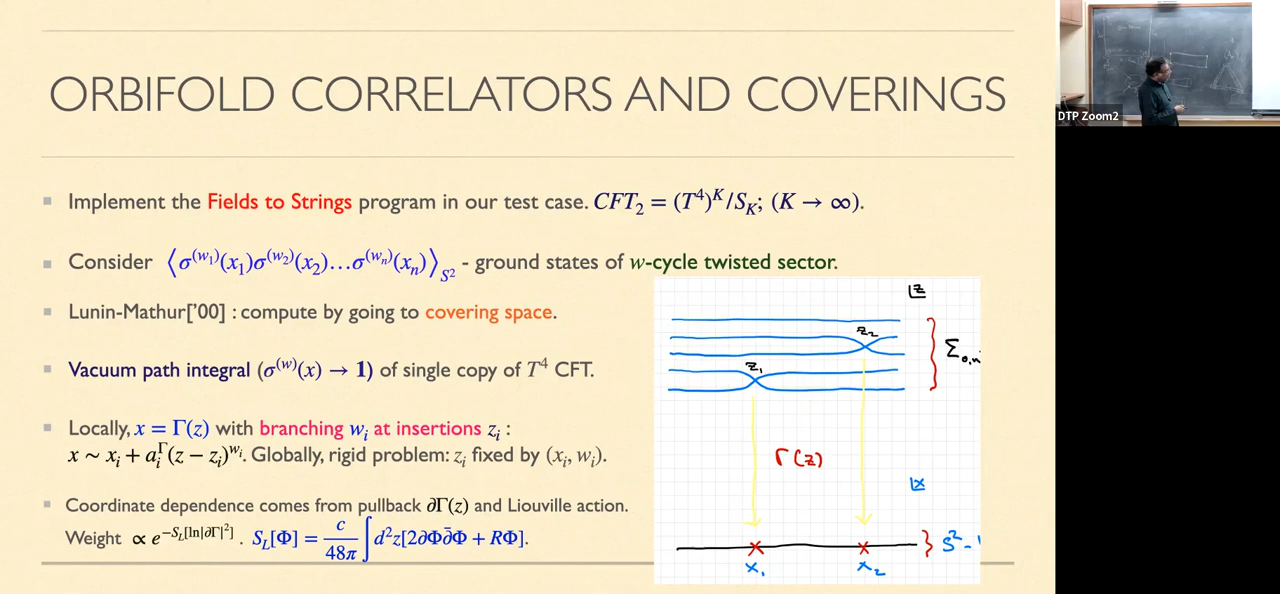 ORBIFOLD CORRELATORS AND COVERINGS
Implement the Fields to Strings program in our test case. CFT₂ = (T⁴)ᴷ/S_K; (K → ∞).
Consider ⟨σ^(w₁)(x₁)σ^(w₂)(x₂)…σ^(wₙ)(xₙ)⟩_S² - ground states of w-cycle twisted sector.
Lunin-Mathur['00] : compute by going to covering space.
Vacuum path integral (σ^(w)(x) → 1) of single copy of T⁴ CFT.
Locally, x = Γ(z) with branching wᵢ at insertions zᵢ :
x ∼ xᵢ + aᵢ^Γ(z − zᵢ)^wᵢ. Globally, rigid problem: zᵢ fixed by (xᵢ, wᵢ).
Coordinate dependence comes from pullback ∂Γ(z) and Liouville action.
Weight ∝ e^−S_L[ln|∂Γ|²] . S_L[Φ] = c/48π ∫ d²z[2∂Φ∂̄Φ + RΦ].
z
z₂
Σ₀,ₙ
z₁
Γ(z)
x
S²
x₁
x₂
DTP Zoom2